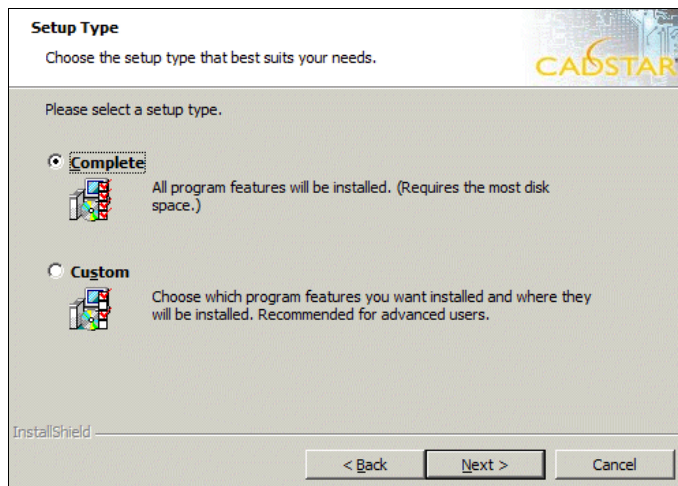 Setup Type
Choose the setup type that best suits your needs.
CADSTAR
Please select a setup type.
Complete
All program features will be installed. (Requires the most disk
space.)
Custom
Choose which program features you want installed and where they
will be installed. Recommended for advanced users.
InstallShield
< Back
Next >
Cancel